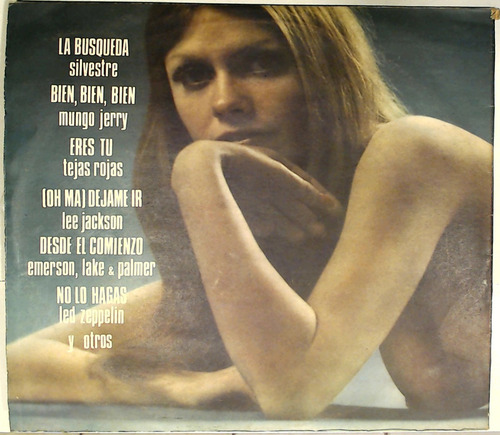 LA BUSQUEDA
silvestre
BIEN, BIEN, BIEN
mungo jerry
ERES TU
tejas rojas
(OH MA) DEJAME IR
lee jackson
DESDE EL COMIENZO
emerson, lake & palmer
NO LO HAGAS
led zeppelin
y otros